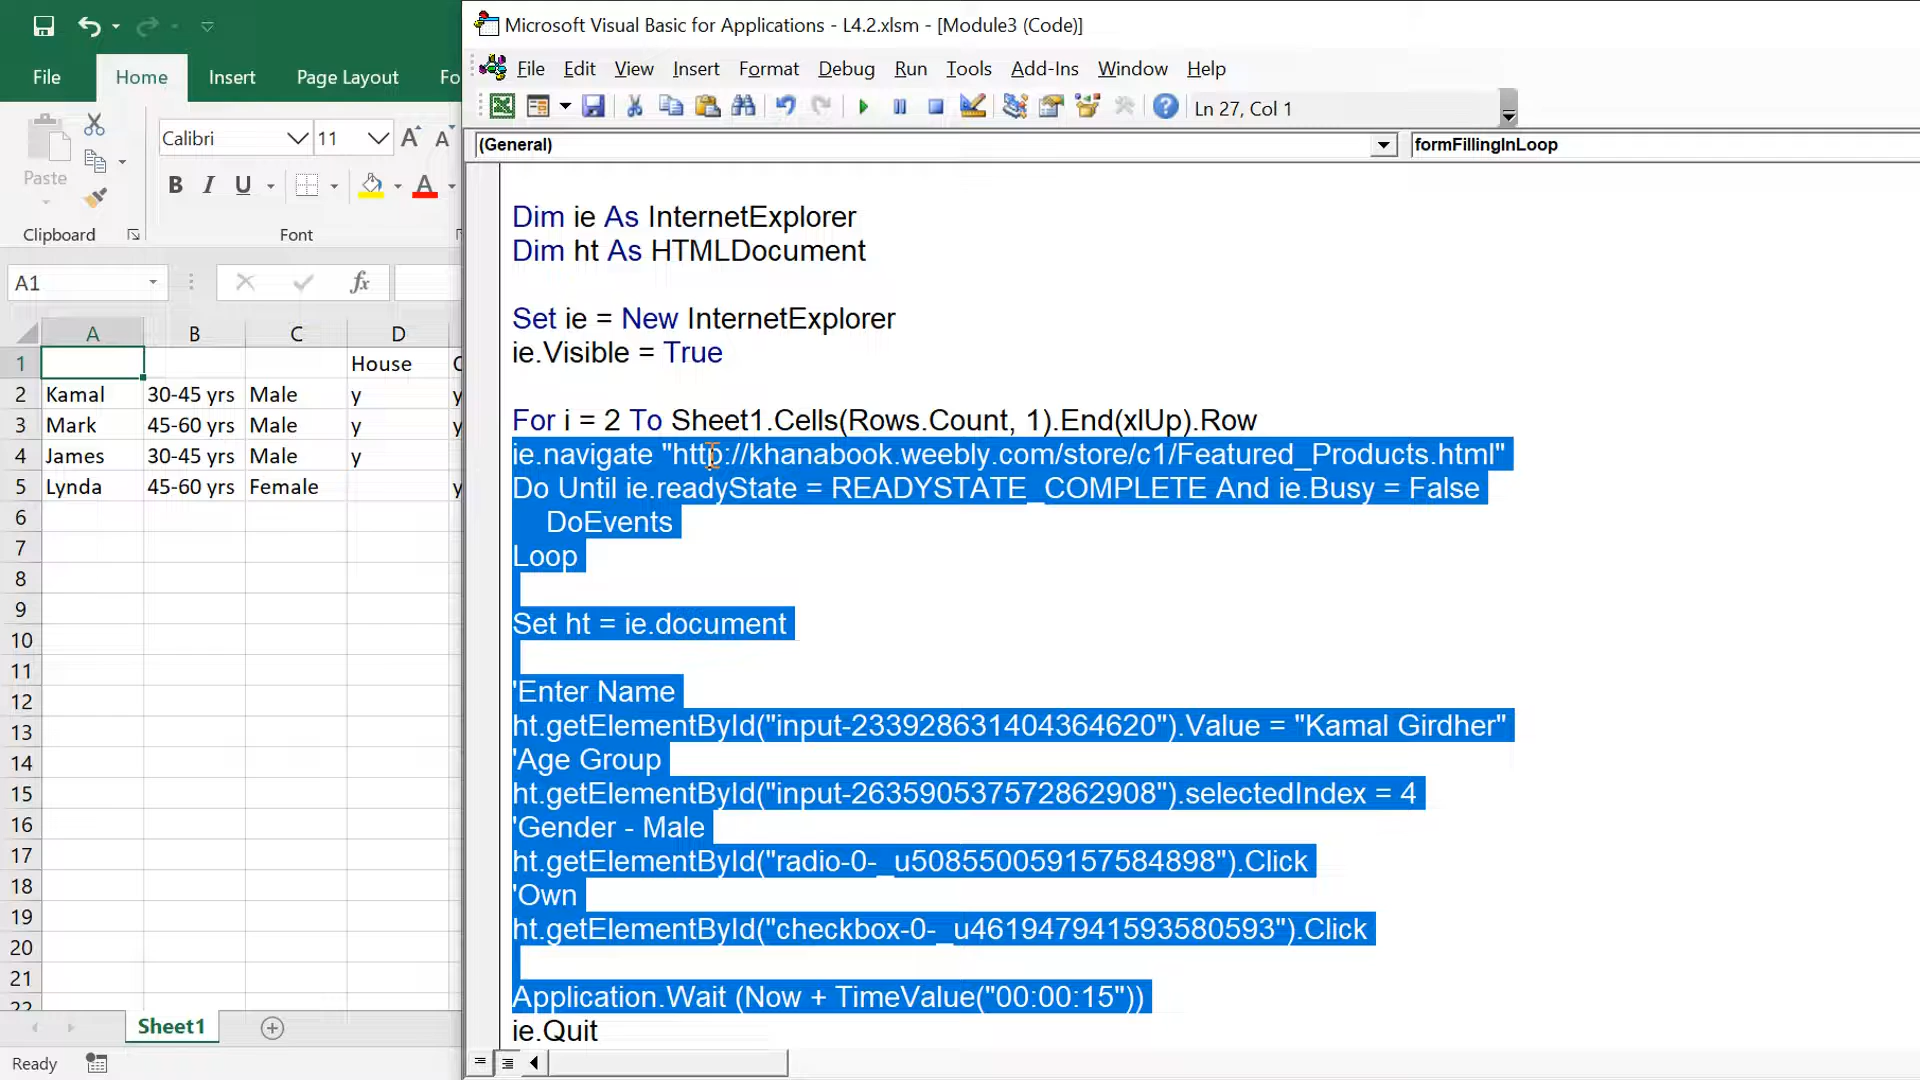 Microsoft Visual Basic for Applications - L4.2.xlsm - [Module3 (Code)]
File Home Insert Page Layout Fo
File Edit View Insert Format Debug Run Tools Add-Ins Window Help
Ln 27, Col 1
Calibri 11 A A
Paste
B I U A
Clipboard Font
(General) formFillingInLoop
A1 fx
A B C D
1 House
2 Kamal 30-45 yrs Male y y
3 Mark 45-60 yrs Male y y
4 James 30-45 yrs Male y
5 Lynda 45-60 yrs Female y
6
7
8
9
10
11
12
13
14
15
16
17
18
19
20
21
22
Dim ie As InternetExplorer
Dim ht As HTMLDocument
Set ie = New InternetExplorer
ie.Visible = True
For i = 2 To Sheet1.Cells(Rows.Count, 1).End(xlUp).Row
ie.navigate "http://khanabook.weebly.com/store/c1/Featured_Products.html"
Do Until ie.readyState = READYSTATE_COMPLETE And ie.Busy = False
DoEvents
Loop
Set ht = ie.document
'Enter Name
ht.getElementById("input-233928631404364620").Value = "Kamal Girdher"
'Age Group
ht.getElementById("input-263590537572862908").selectedIndex = 4
'Gender - Male
ht.getElementById("radio-0-_u508550059157584898").Click
'Own
ht.getElementById("checkbox-0-_u461947941593580593").Click
Application.Wait (Now + TimeValue("00:00:15"))
ie.Quit
Sheet1
Ready